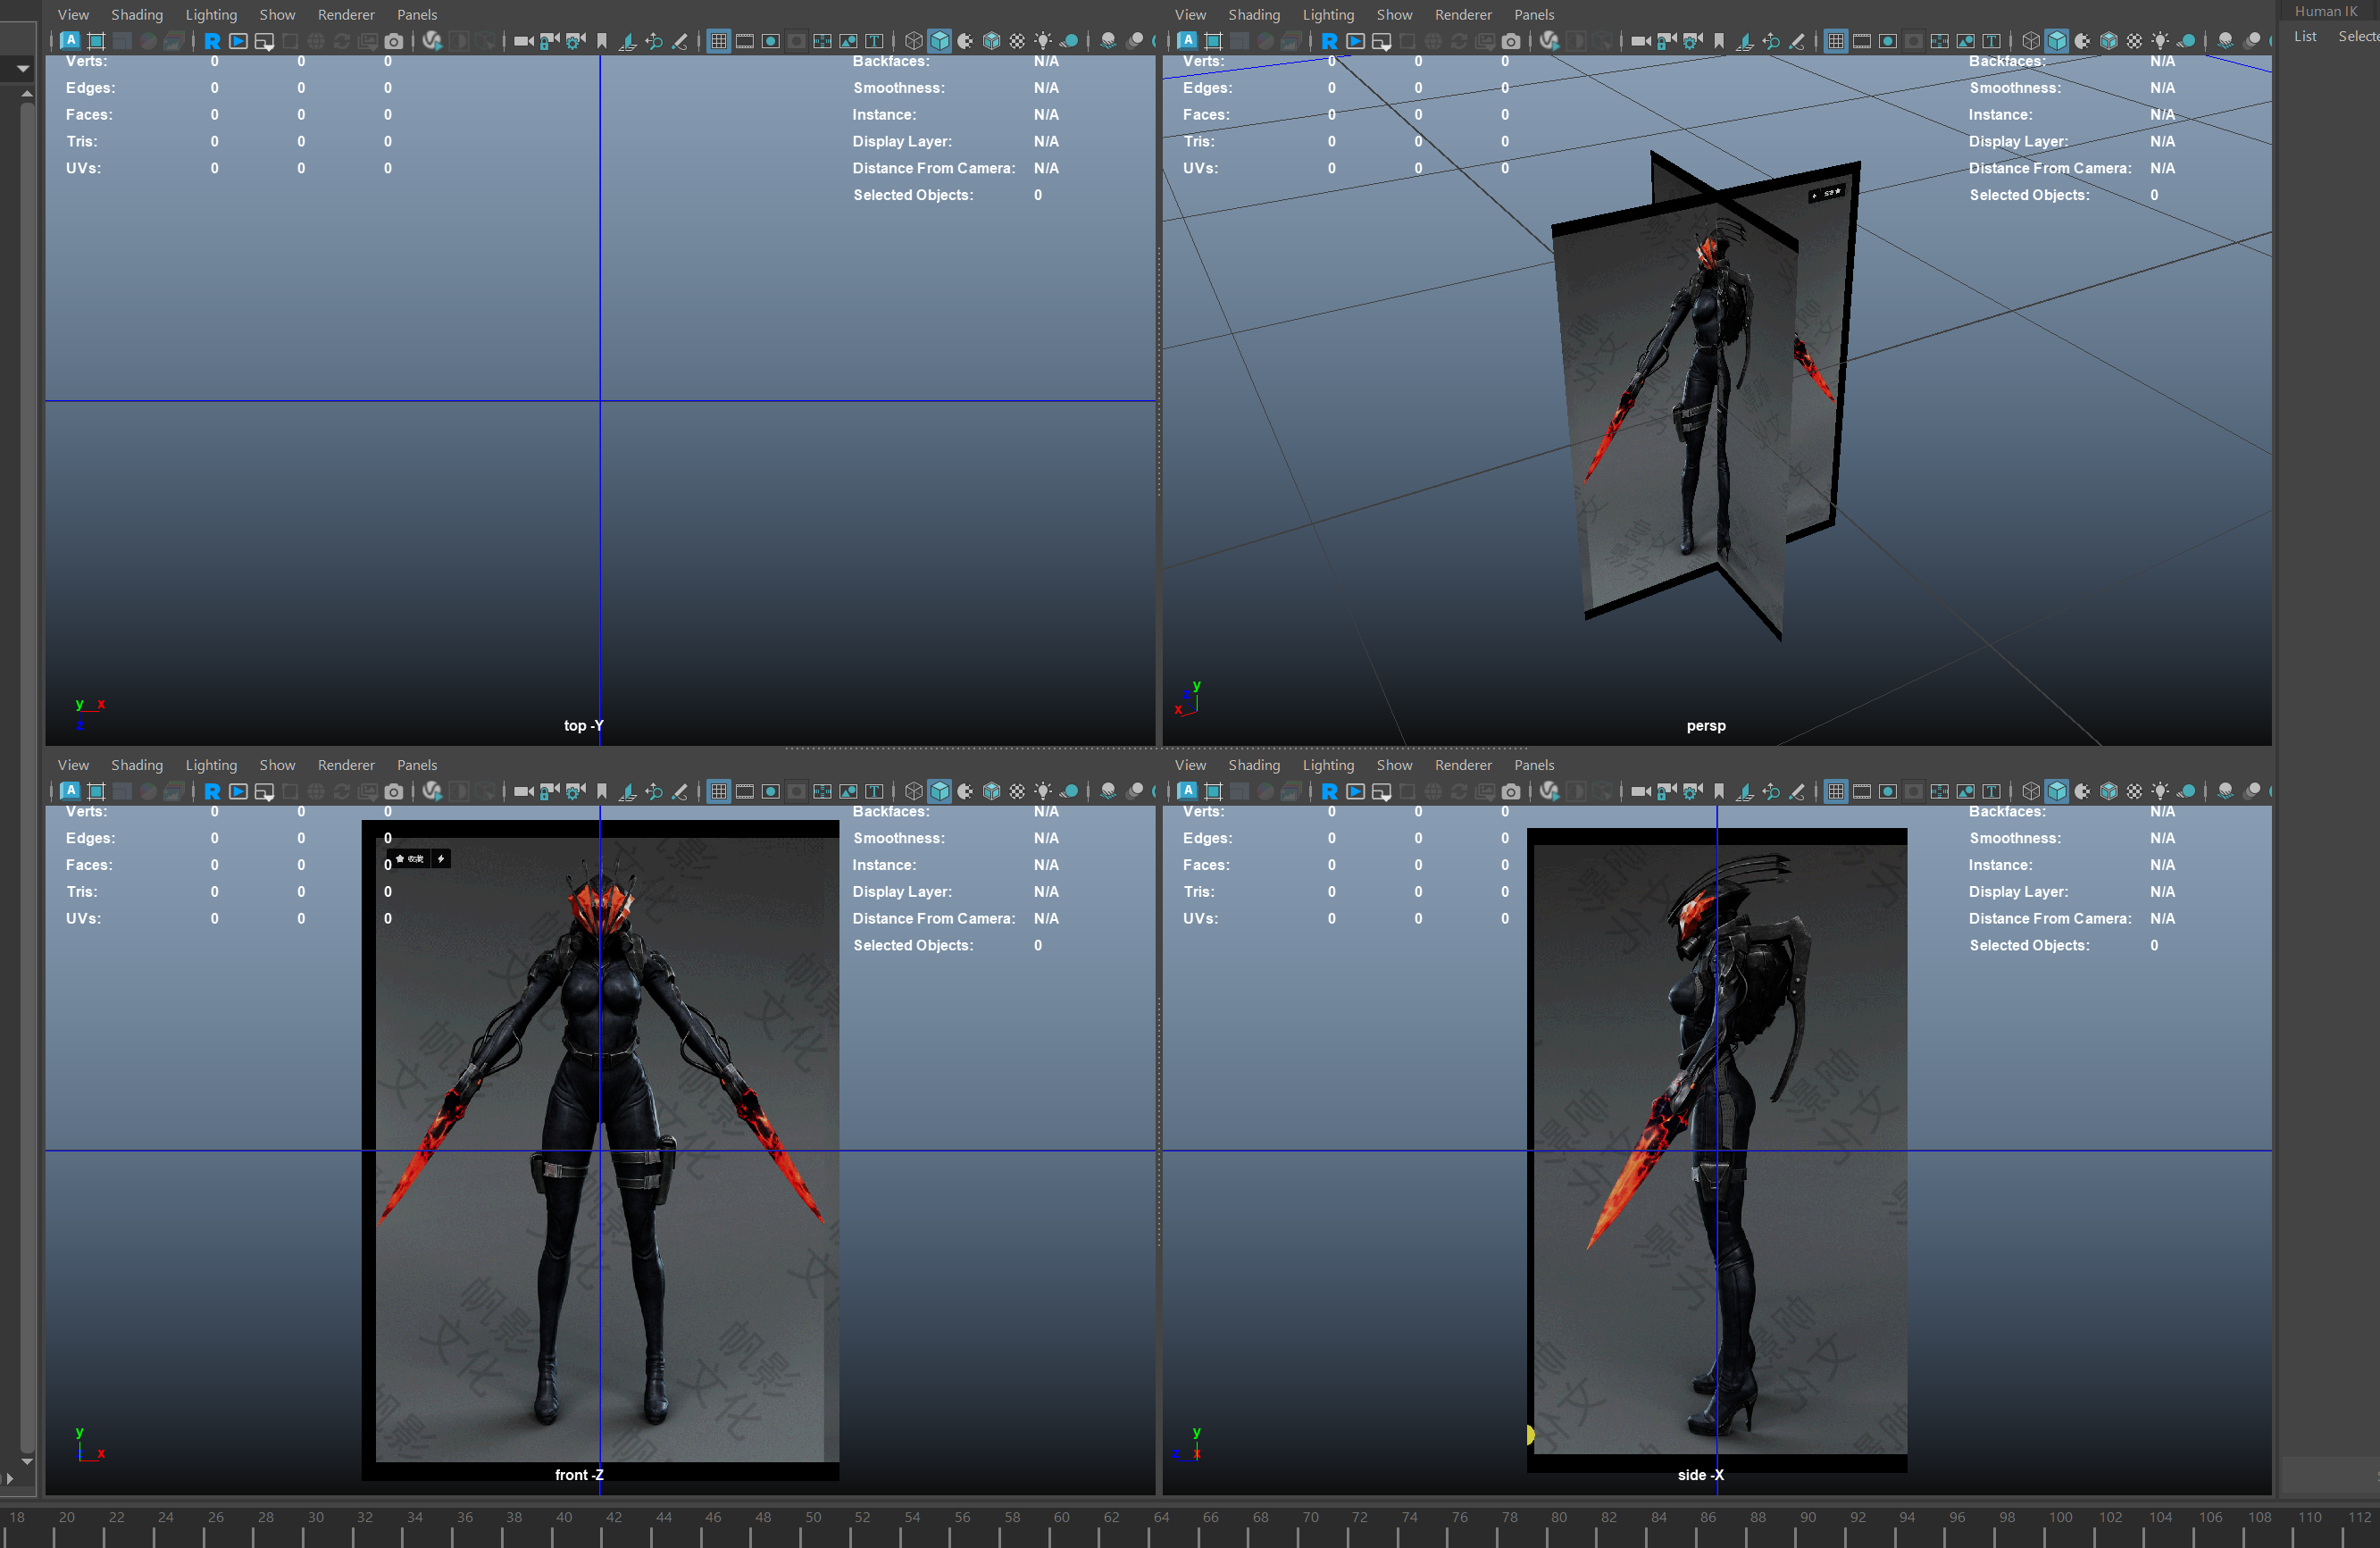 View Shading Lighting Show Renderer Panels
Verts: 0 0 0
Edges: 0 0 0
Faces: 0 0 0
Tris: 0 0 0
UVs: 0 0 0
Backfaces: N/A
Smoothness: N/A
Instance: N/A
Display Layer: N/A
Distance From Camera: N/A
Selected Objects: 0
y x
z
top -Y
View Shading Lighting Show Renderer Panels
Verts: 0 0 0
Edges: 0 0 0
Faces: 0 0 0
Tris: 0 0 0
UVs: 0 0 0
Backfaces: N/A
Smoothness: N/A
Instance: N/A
Display Layer: N/A
Distance From Camera: N/A
Selected Objects: 0
y
z
x
persp
Human IK
List
View Shading Lighting Show Renderer Panels
Verts: 0 0 0
Edges: 0 0 0
Faces: 0 0 0
Tris: 0 0 0
UVs: 0 0 0
Backfaces: N/A
Smoothness: N/A
Instance: N/A
Display Layer: N/A
Distance From Camera: N/A
Selected Objects: 0
收藏
帆影
文化
y
x
front -Z
View Shading Lighting Show Renderer Panels
Verts: 0 0 0
Edges: 0 0 0
Faces: 0 0 0
Tris: 0 0 0
UVs: 0 0 0
Backfaces: N/A
Smoothness: N/A
Instance: N/A
Display Layer: N/A
Distance From Camera: N/A
Selected Objects: 0
y
z x
side -X
18 20 22 24 26 28 30 32 34 36 38 40 42 44 46 48 50 52 54 56 58 60 62 64 66 68 70 72 74 76 78 80 82 84 86 88 90 92 94 96 98 100 102 104 106 108 110 112